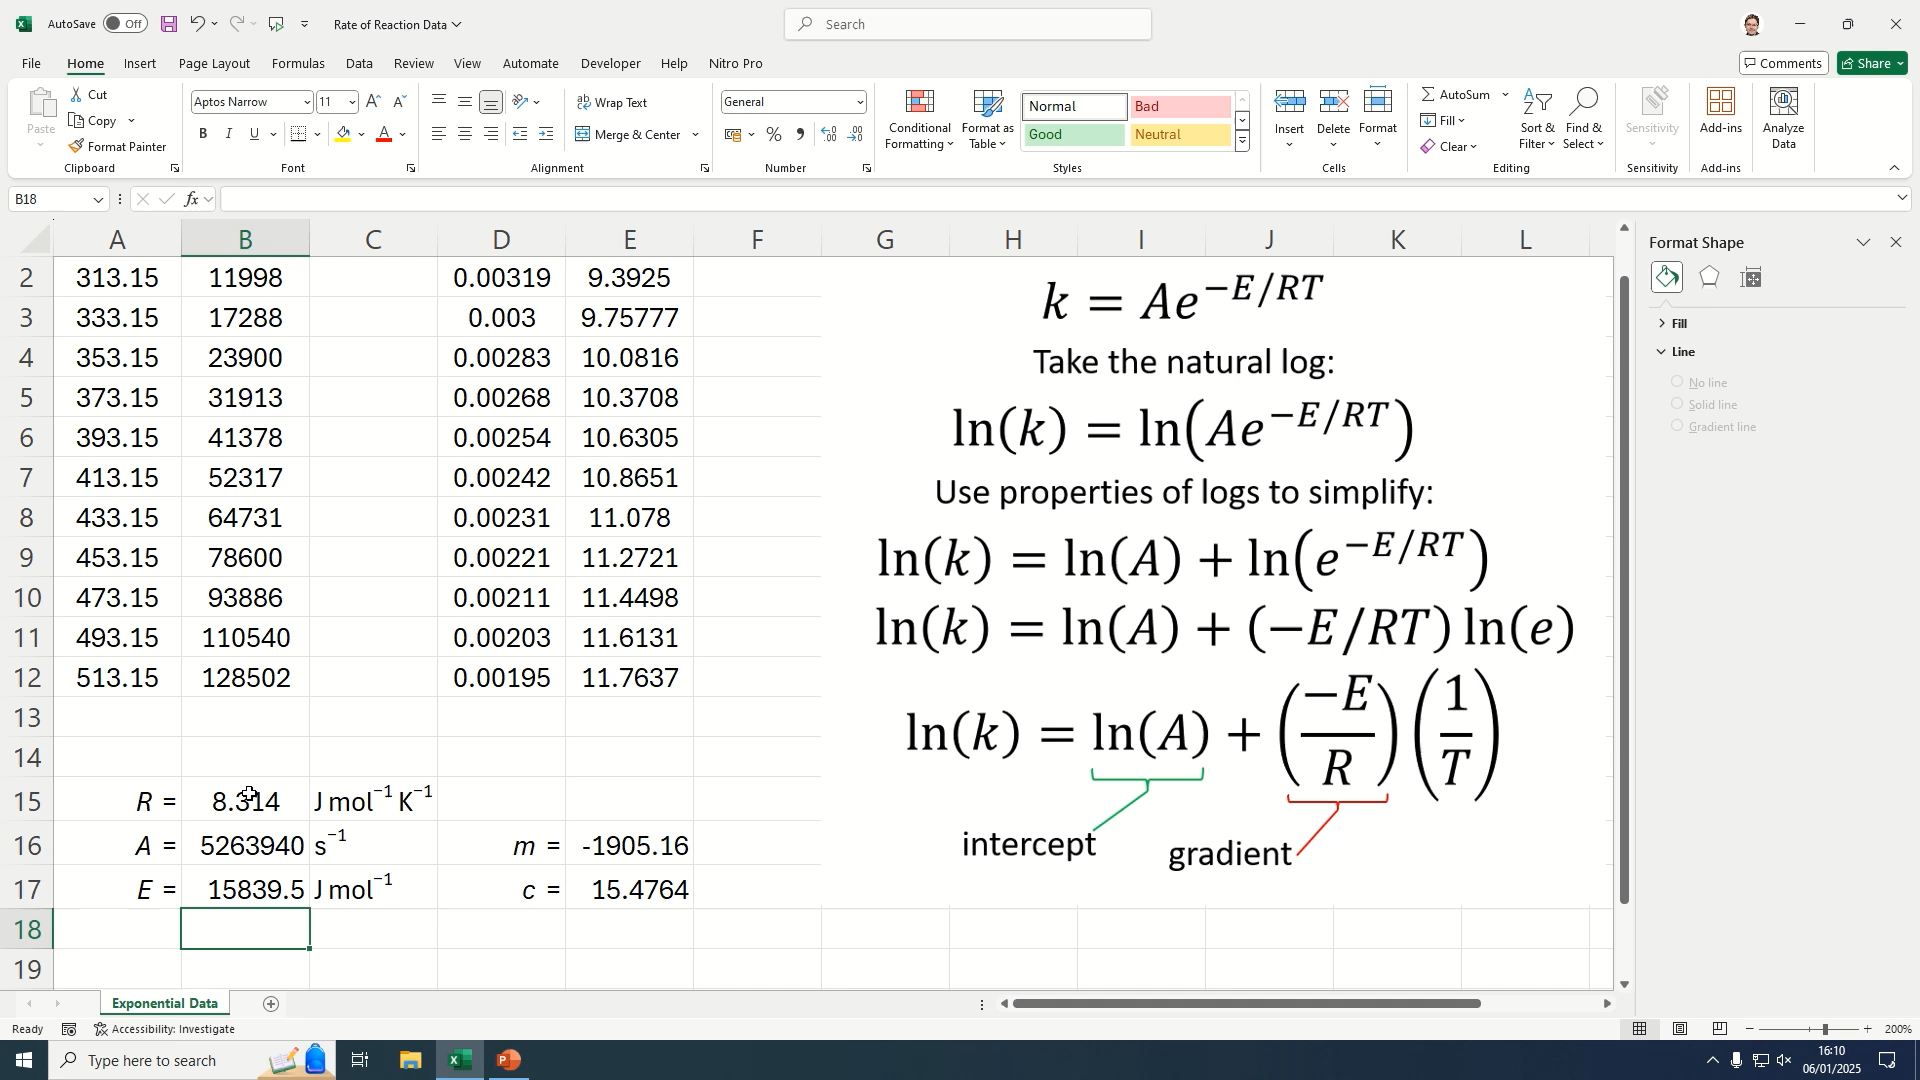 AutoSave Off Rate of Reaction Data Search
File Home Insert Page Layout Formulas Data Review View Automate Developer Help Nitro Pro Comments Share
Paste Cut Copy Format Painter Clipboard
Aptos Narrow 11 A A B I U A Font
Wrap Text Merge & Center Alignment
General % , Number
Conditional Formatting Format as Table Normal Bad Good Neutral Styles
Insert Delete Format Cells
AutoSum Fill Clear Sort & Filter Find & Select Editing
Sensitivity Sensitivity
Add-ins Add-ins
Analyze Data
B18 fx
A B C D E F G H I J K L
2 313.15 11998 0.00319 9.3925
3 333.15 17288 0.003 9.75777
4 353.15 23900 0.00283 10.0816
5 373.15 31913 0.00268 10.3708
6 393.15 41378 0.00254 10.6305
7 413.15 52317 0.00242 10.8651
8 433.15 64731 0.00231 11.078
9 453.15 78600 0.00221 11.2721
10 473.15 93886 0.00211 11.4498
11 493.15 110540 0.00203 11.6131
12 513.15 128502 0.00195 11.7637
13
14
15 R = 8.314 J mol⁻¹ K⁻¹
16 A = 5263940 s⁻¹ m = -1905.16
17 E = 15839.5 J mol⁻¹ c = 15.4764
18
19
k = Ae^(−E/RT)
Take the natural log:
ln(k) = ln(Ae^(−E/RT))
Use properties of logs to simplify:
ln(k) = ln(A) + ln(e^(−E/RT))
ln(k) = ln(A) + (−E/RT) ln(e)
ln(k) = ln(A) + (−E/R)(1/T)
intercept gradient
Format Shape
Fill
Line
No line
Solid line
Gradient line
Exponential Data
Ready Accessibility: Investigate 200%
Type here to search 16:10
06/01/2025